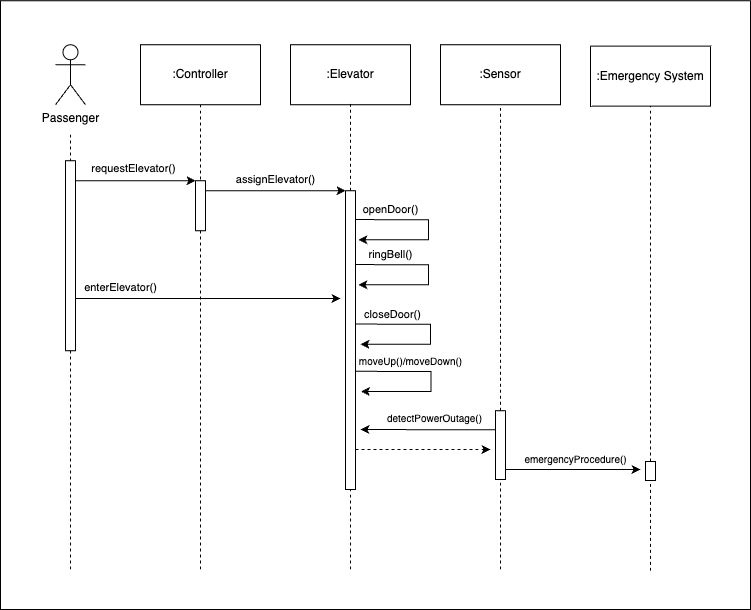 :Controller
:Elevator
:Sensor
:Emergency System
Passenger
requestElevator()
assignElevator()
openDoor()
ringBell()
enterElevator()
closeDoor()
moveUp()/moveDown()
detectPowerOutage()
emergencyProcedure()